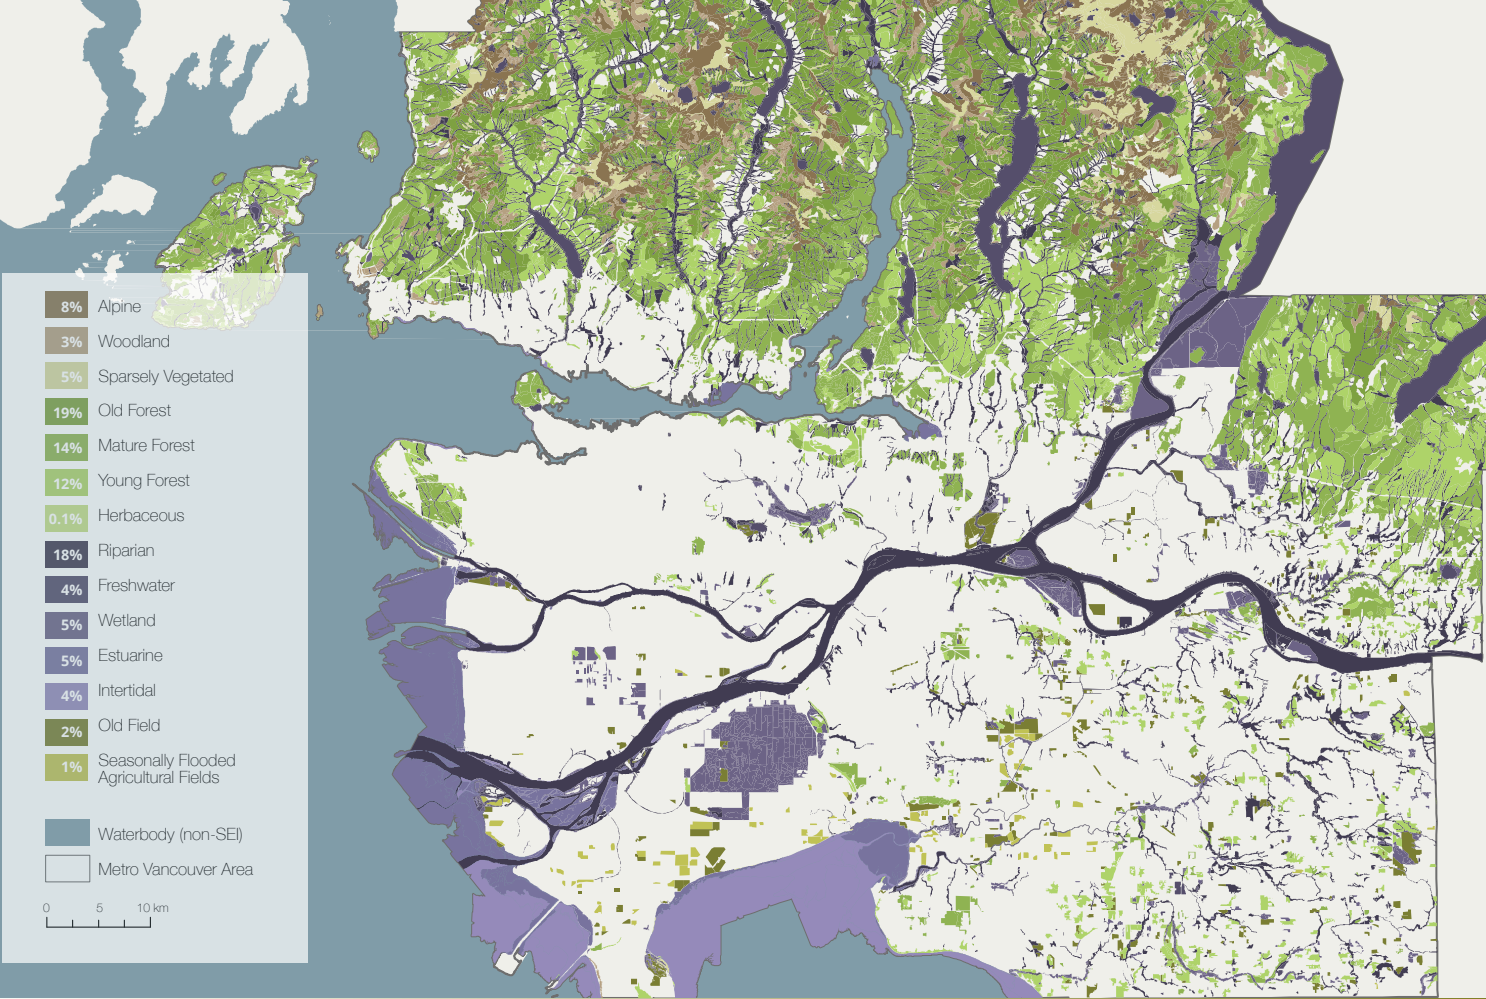 8% Alpine
3% Woodland
5% Sparsely Vegetated
19% Old Forest
14% Mature Forest
12% Young Forest
0.1% Herbaceous
18% Riparian
4% Freshwater
5% Wetland
5% Estuarine
4% Intertidal
2% Old Field
1% Seasonally Flooded
Agricultural Fields
Waterbody (non-SEI)
Metro Vancouver Area
0 5 10 km